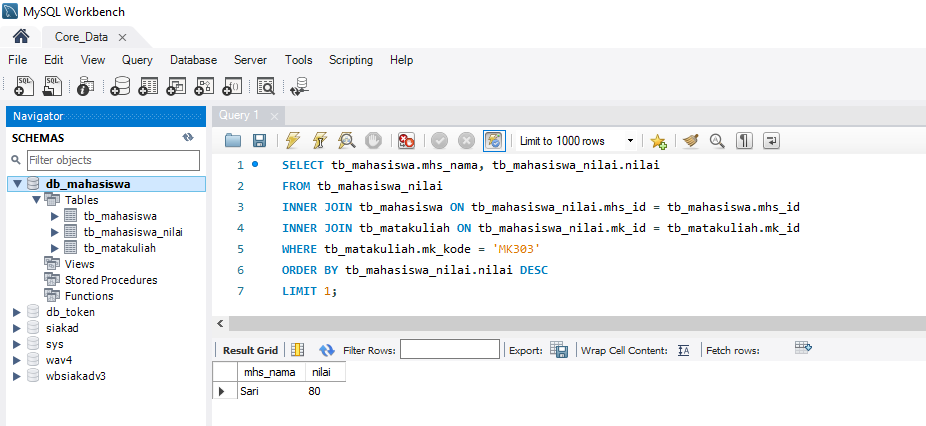 MySQL Workbench
Core_Data
File Edit View Query Database Server Tools Scripting Help
Navigator
SCHEMAS
Filter objects
db_mahasiswa
Tables
tb_mahasiswa
tb_mahasiswa_nilai
tb_matakuliah
Views
Stored Procedures
Functions
db_token
siakad
sys
wav4
wbsiakadv3
Query 1
Limit to 1000 rows
1 SELECT tb_mahasiswa.mhs_nama, tb_mahasiswa_nilai.nilai
2 FROM tb_mahasiswa_nilai
3 INNER JOIN tb_mahasiswa ON tb_mahasiswa_nilai.mhs_id = tb_mahasiswa.mhs_id
4 INNER JOIN tb_matakuliah ON tb_mahasiswa_nilai.mk_id = tb_matakuliah.mk_id
5 WHERE tb_matakuliah.mk_kode = 'MK303'
6 ORDER BY tb_mahasiswa_nilai.nilai DESC
7 LIMIT 1;
Result Grid Filter Rows: Export: Wrap Cell Content: Fetch rows:
mhs_nama nilai
Sari 80